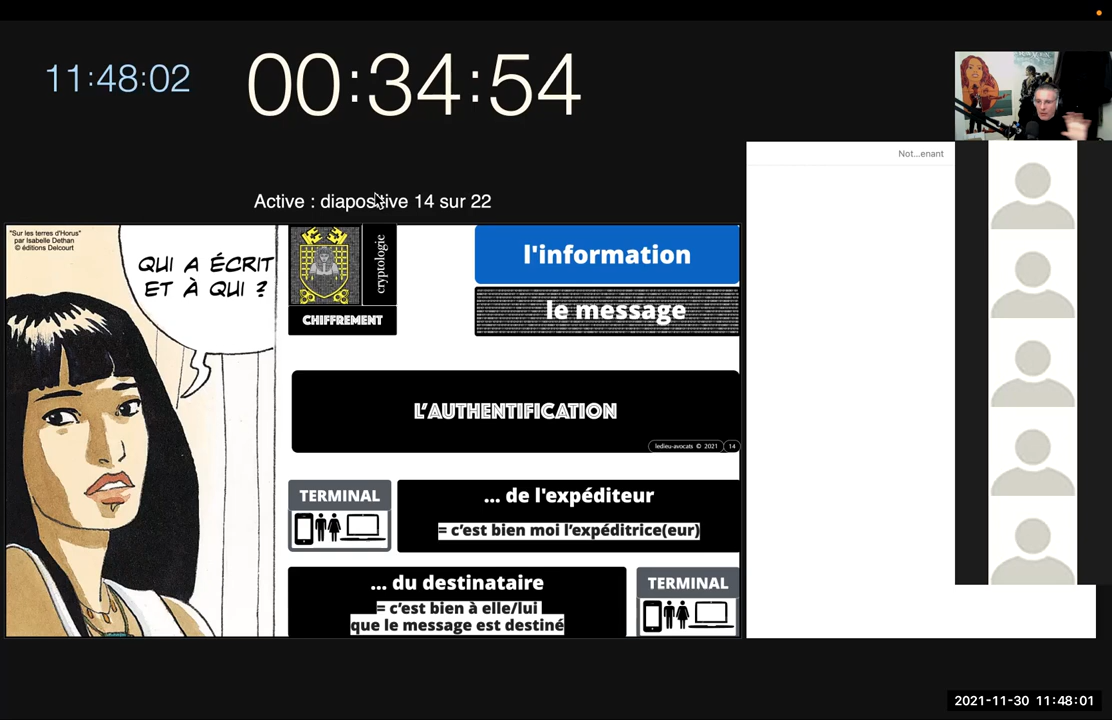 11:48:02
00:34:54
Not...enant
Active : diapositive 14 sur 22
"Sur les terres d'Horus"
par Isabelle Dethan
© éditions Delcourt
QUI A ÉCRIT
ET À QUI ?
cryptologie
CHIFFREMENT
l'information
le message
L'AUTHENTIFICATION
ledieu-avocats © 2021
14
TERMINAL
... de l'expéditeur
= c'est bien moi l'expéditrice(eur)
... du destinataire
= c'est bien à elle/lui
que le message est destiné
TERMINAL
2021-11-30 11:48:01